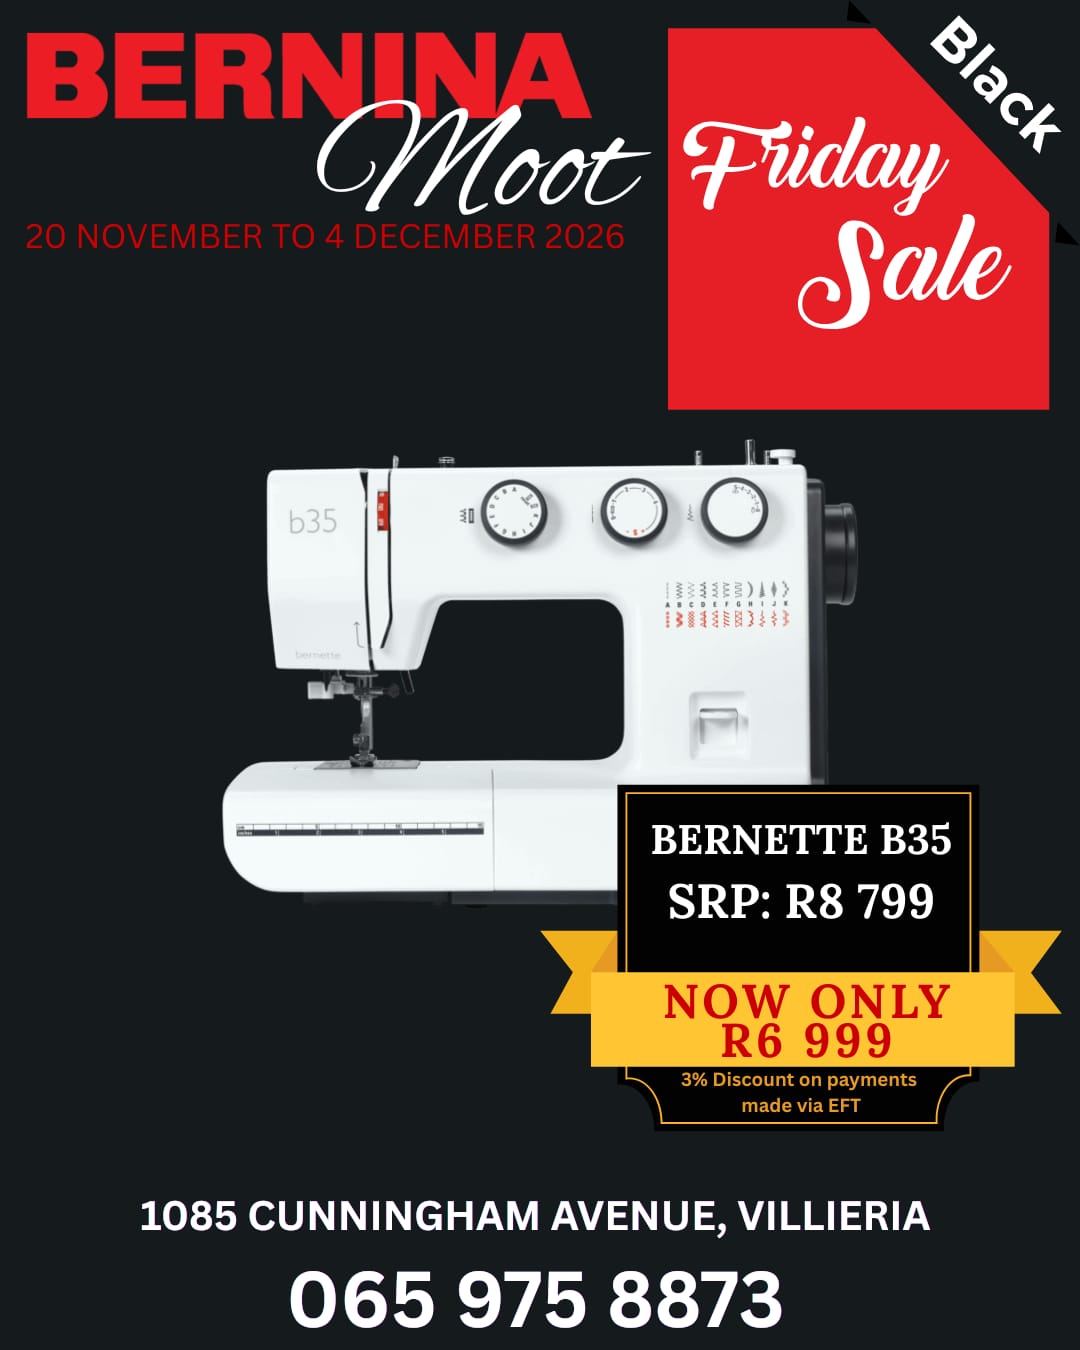 BERNINA
Moot
20 NOVEMBER TO 4 DECEMBER 2026
Black
Friday
Sale
b35
A B C D E F G H I J K
bernette
BERNETTE B35
SRP: R8 799
NOW ONLY
R6 999
3% Discount on payments
made via EFT
1085 CUNNINGHAM AVENUE, VILLIERIA
065 975 8873